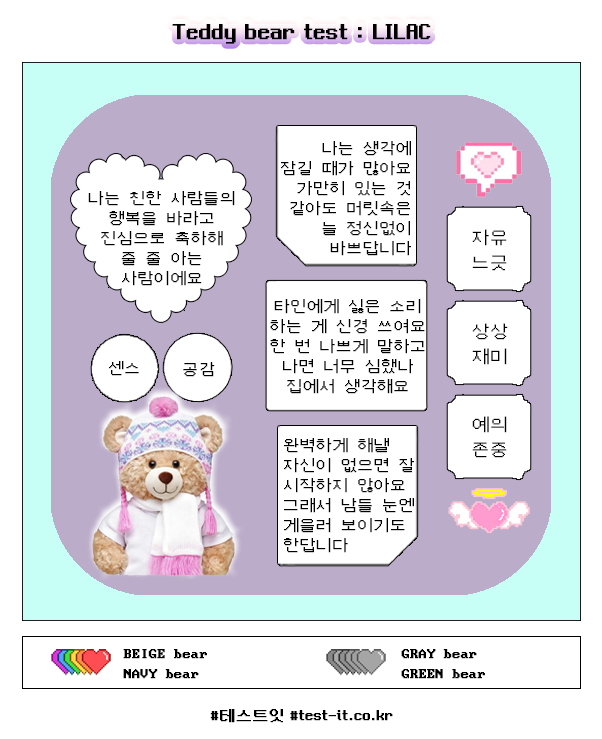 Teddy bear test : LILAC
나는 친한 사람들의
행복을 바라고
진심으로 축하해
줄 줄 아는
사람이에요
센스
공감
나는 생각에
잠길 때가 많아요
가만히 있는 것
같아도 머릿속은
늘 정신없이
바쁘답니다
타인에게 싫은 소리
하는 게 신경 쓰여요
한 번 나쁘게 말하고
나면 너무 심했나
집에서 생각해요
완벽하게 해낼
자신이 없으면 잘
시작하지 않아요
그래서 남들 눈엔
게을러 보이기도
한답니다
자유
느긋
상상
재미
예의
존중
BEIGE bear
NAVY bear
GRAY bear
GREEN bear
#테스트잇 #test-it.co.kr